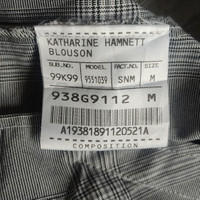 KATHARINE HAMNETT
BLOUSON
SUB.NO. MODEL FACT.NO. SIZE
99K99 9551039 SNM M
938G9112 M
A19381891120521A
COMPOSITION